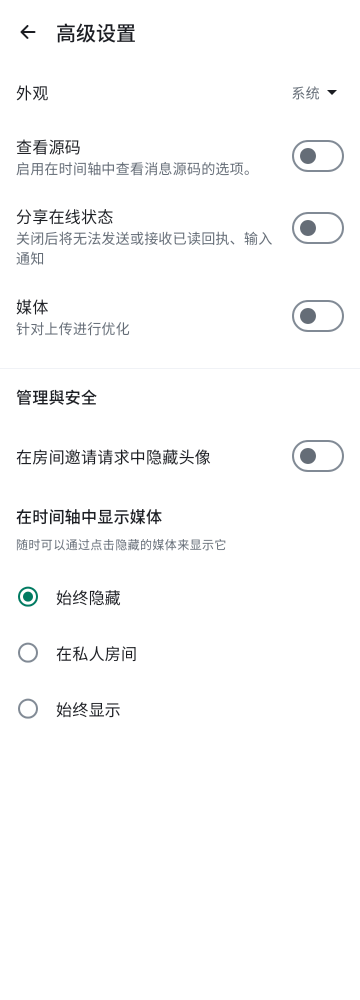 高级设置
外观
系统
查看源码
启用在时间轴中查看消息源码的选项。
分享在线状态
关闭后将无法发送或接收已读回执、输入
通知
媒体
针对上传进行优化
管理與安全
在房间邀请请求中隐藏头像
在时间轴中显示媒体
随时可以通过点击隐藏的媒体来显示它
始终隐藏
在私人房间
始终显示